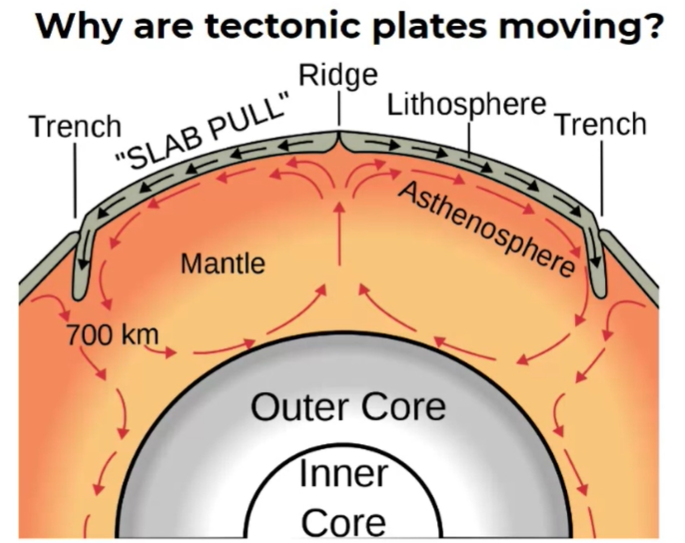 Why are tectonic plates moving?
Ridge
Trench
"SLAB PULL"
Lithosphere
Trench
Asthenosphere
Mantle
700 km
Outer Core
Inner
Core